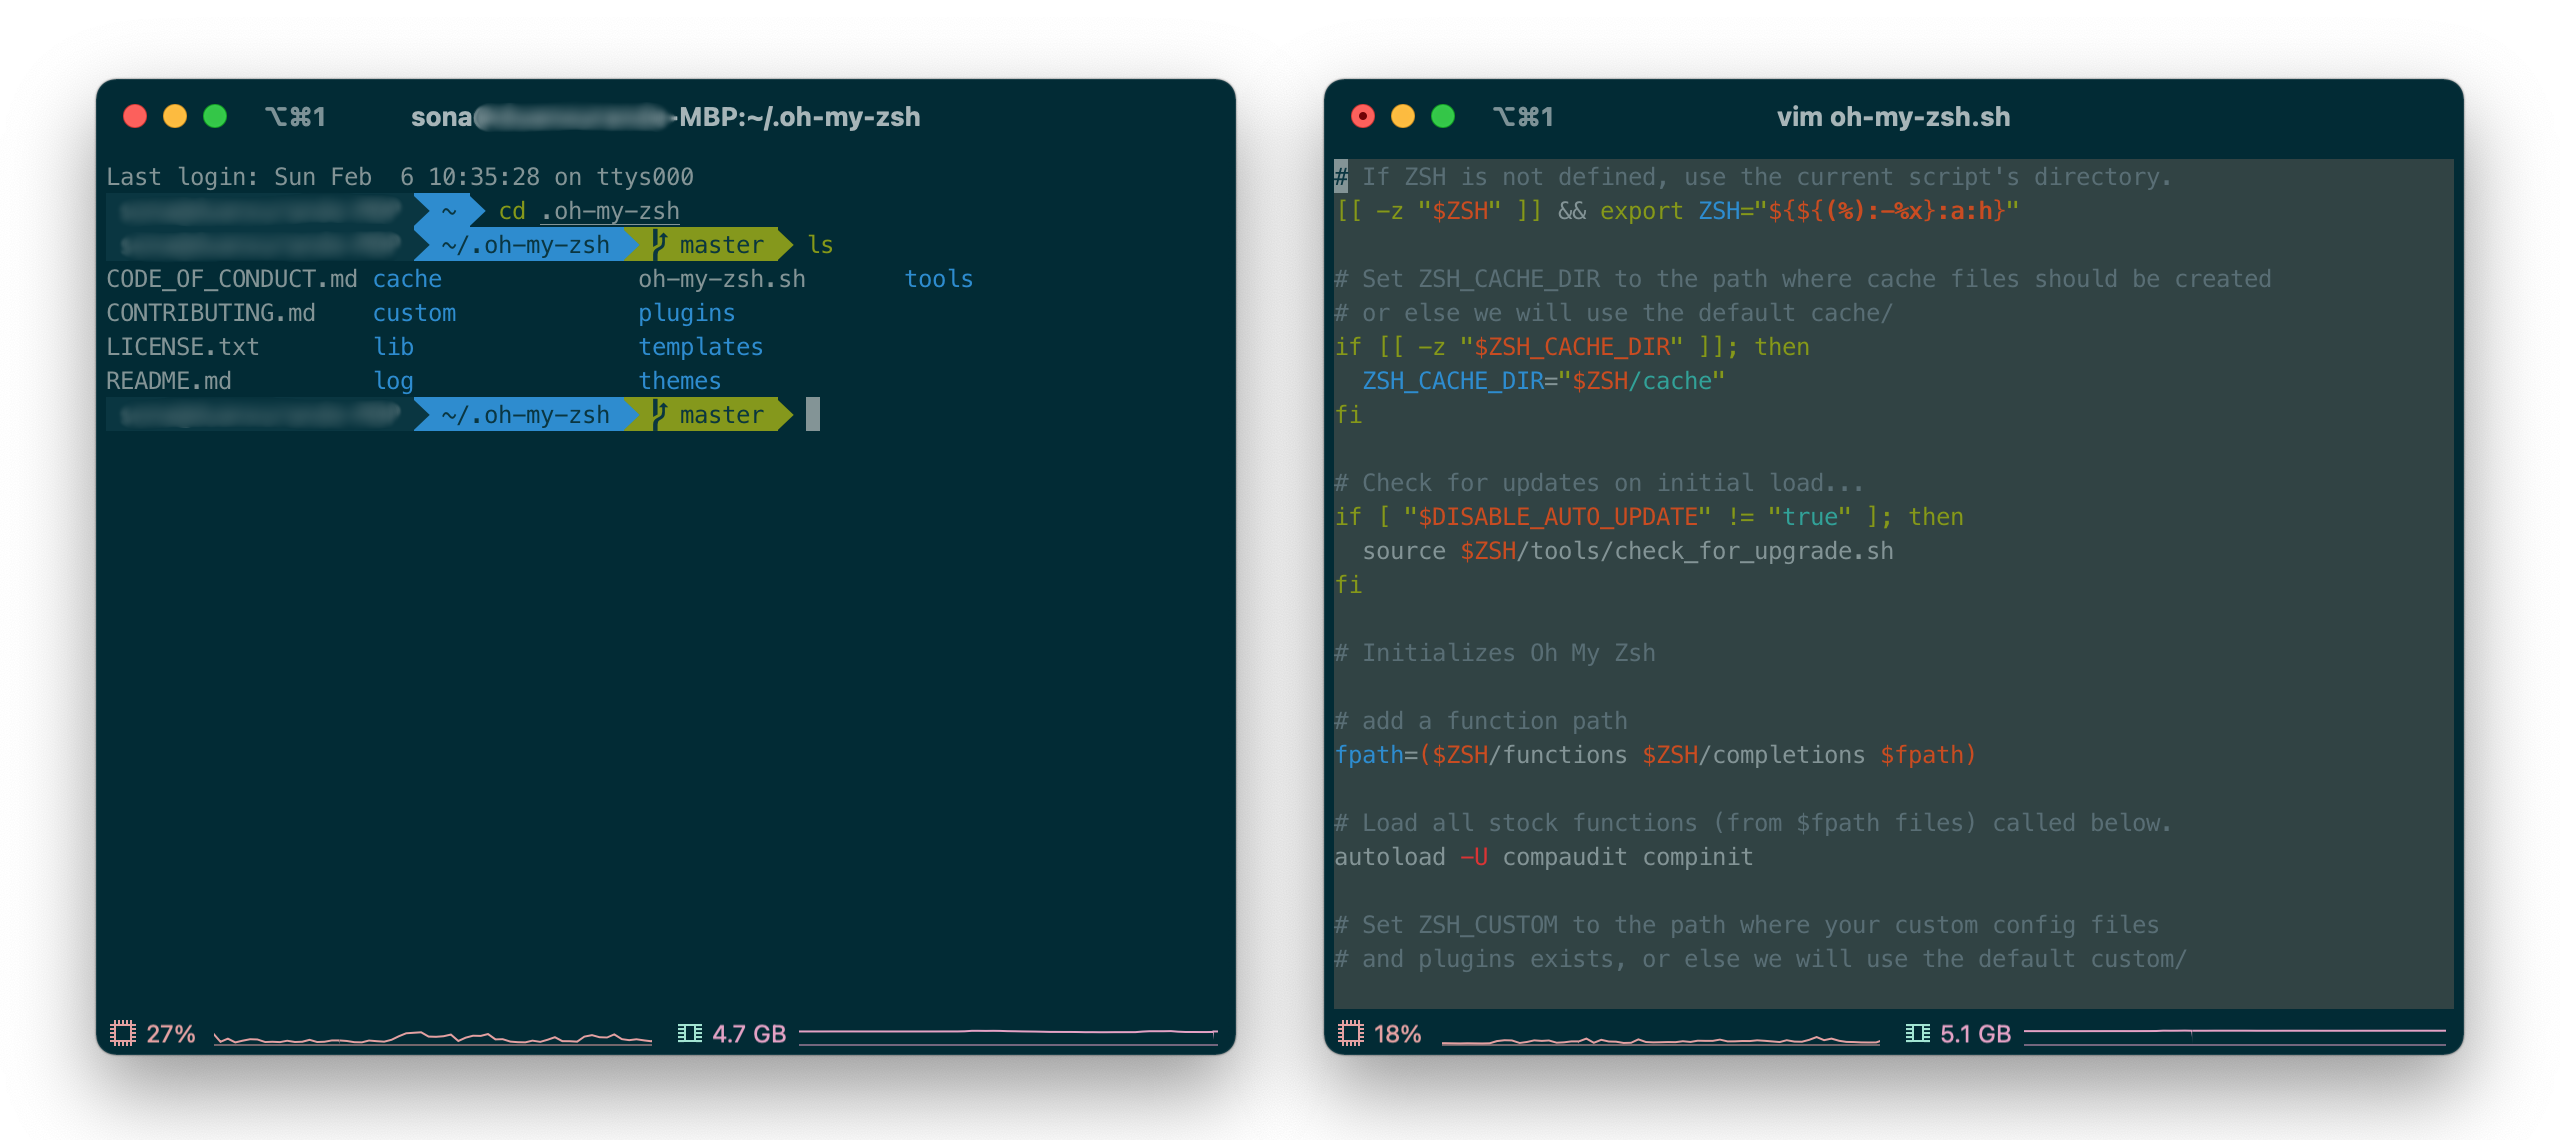 ⌥⌘1 sona -MBP:~/.oh-my-zsh
Last login: Sun Feb  6 10:35:28 on ttys000
~ cd .oh-my-zsh
~/.oh-my-zsh master ls
CODE_OF_CONDUCT.md cache oh-my-zsh.sh tools
CONTRIBUTING.md custom plugins
LICENSE.txt lib templates
README.md log themes
~/.oh-my-zsh master
27% 4.7 GB
⌥⌘1 vim oh-my-zsh.sh
# If ZSH is not defined, use the current script's directory.
[[ -z "$ZSH" ]] && export ZSH="${${(%):-%x}:a:h}"
# Set ZSH_CACHE_DIR to the path where cache files should be created
# or else we will use the default cache/
if [[ -z "$ZSH_CACHE_DIR" ]]; then
  ZSH_CACHE_DIR="$ZSH/cache"
fi
# Check for updates on initial load...
if [ "$DISABLE_AUTO_UPDATE" != "true" ]; then
  source $ZSH/tools/check_for_upgrade.sh
fi
# Initializes Oh My Zsh
# add a function path
fpath=($ZSH/functions $ZSH/completions $fpath)
# Load all stock functions (from $fpath files) called below.
autoload -U compaudit compinit
# Set ZSH_CUSTOM to the path where your custom config files
# and plugins exists, or else we will use the default custom/
18% 5.1 GB